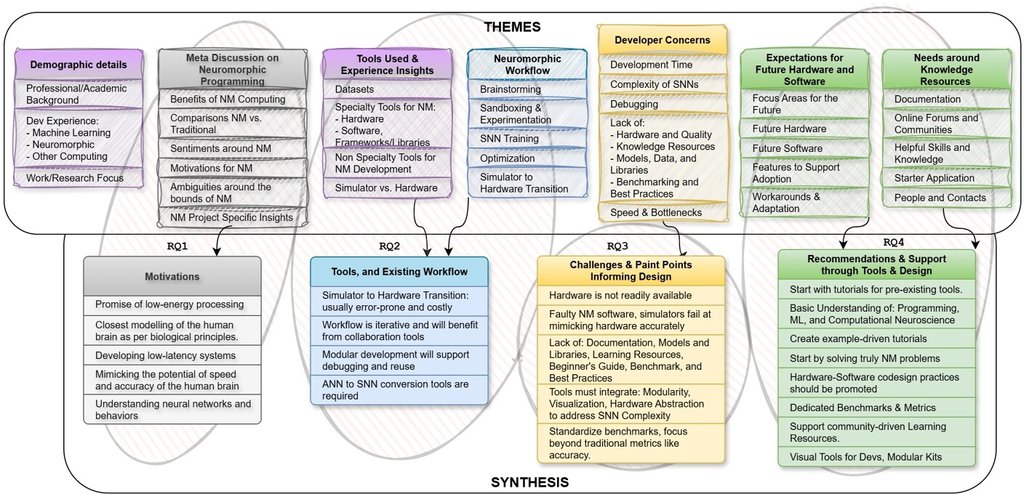 THEMES
Demographic details
Professional/Academic
Background
Dev Experience:
- Machine Learning
- Neuromorphic
- Other Computing
Work/Research Focus
Meta Discussion on
Neuromorphic
Programming
Benefits of NM Computing
Comparisons NM vs.
Traditional
Sentiments around NM
Motivations for NM
Ambiguities around the
bounds of NM
NM Project Specific Insights
Tools Used &
Experience Insights
Datasets
Specialty Tools for NM:
- Hardware
- Software,
Frameworks/Libraries
Non Specialty Tools for
NM Development
Simulator vs. Hardware
Neuromorphic
Workflow
Brainstorming
Sandboxing &
Experimentation
SNN Training
Optimization
Simulator to
Hardware Transition
Developer Concerns
Development Time
Complexity of SNNs
Debugging
Lack of:
- Hardware and Quality
- Knowledge Resources
- Models, Data, and
Libraries
- Benchmarking and
Best Practices
Speed & Bottlenecks
Expectations for
Future Hardware and
Software
Focus Areas for the
Future
Future Hardware
Future Software
Features to Support
Adoption
Workarounds &
Adaptation
Needs around
Knowledge
Resources
Documentation
Online Forums and
Communities
Helpful Skills and
Knowledge
Starter Application
People and Contacts
RQ1
Motivations
Promise of low-energy processing
Closest modelling of the human
brain as per biological principles.
Developing low-latency systems
Mimicking the potential of speed
and accuracy of the human brain
Understanding neural networks and
behaviors
RQ2
Tools, and Existing Workflow
Simulator to Hardware Transition:
usually error-prone and costly
Workflow is iterative and will benefit
from collaboration tools
Modular development will support
debugging and reuse
ANN to SNN conversion tools are
required
RQ3
Challenges & Paint Points
Informing Design
Hardware is not readily available
Faulty NM software, simulators fail at
mimicking hardware accurately
Lack of: Documentation, Models and
Libraries, Learning Resources,
Beginner's Guide, Benchmark, and
Best Practices
Tools must integrate: Modularity,
Visualization, Hardware Abstraction
to address SNN Complexity
Standardize benchmarks, focus
beyond traditional metrics like
accuracy.
RQ4
Recommendations & Support
through Tools & Design
Start with tutorials for pre-existing tools.
Basic Understanding of: Programming,
ML, and Computational Neuroscience
Create example-driven tutorials
Start by solving truly NM problems
Hardware-Software codesign practices
should be promoted
Dedicated Benchmarks & Metrics
Support community-driven Learning
Resources.
Visual Tools for Devs, Modular Kits
SYNTHESIS